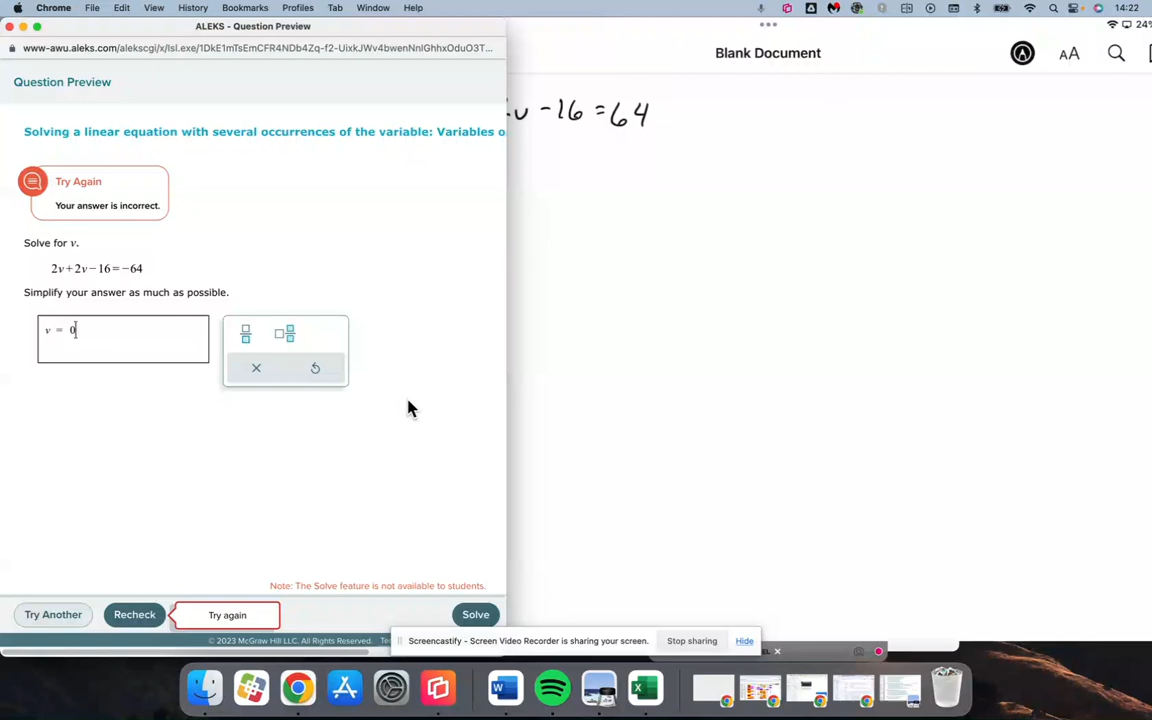 Chrome File Edit View History Bookmarks Profiles Tab Window Help 14:22
ALEKS - Question Preview
24%
www-awu.aleks.com/alekscgi/x/Isl.exe/1DkE1mTsEmCFR4NDb4Zq-f2-UixkJWv4bwenNnlGhhxOduO3T...
Blank Document
AA
Question Preview
v -16 = 64
Solving a linear equation with several occurrences of the variable: Variables o
Try Again
Your answer is incorrect.
Solve for v.
2v+2v−16=−64
Simplify your answer as much as possible.
v = 0
Note: The Solve feature is not available to students.
Try Another Recheck Try again Solve
© 2023 McGraw Hill LLC. All Rights Reserved.
Screencastify - Screen Video Recorder is sharing your screen. Stop sharing Hide